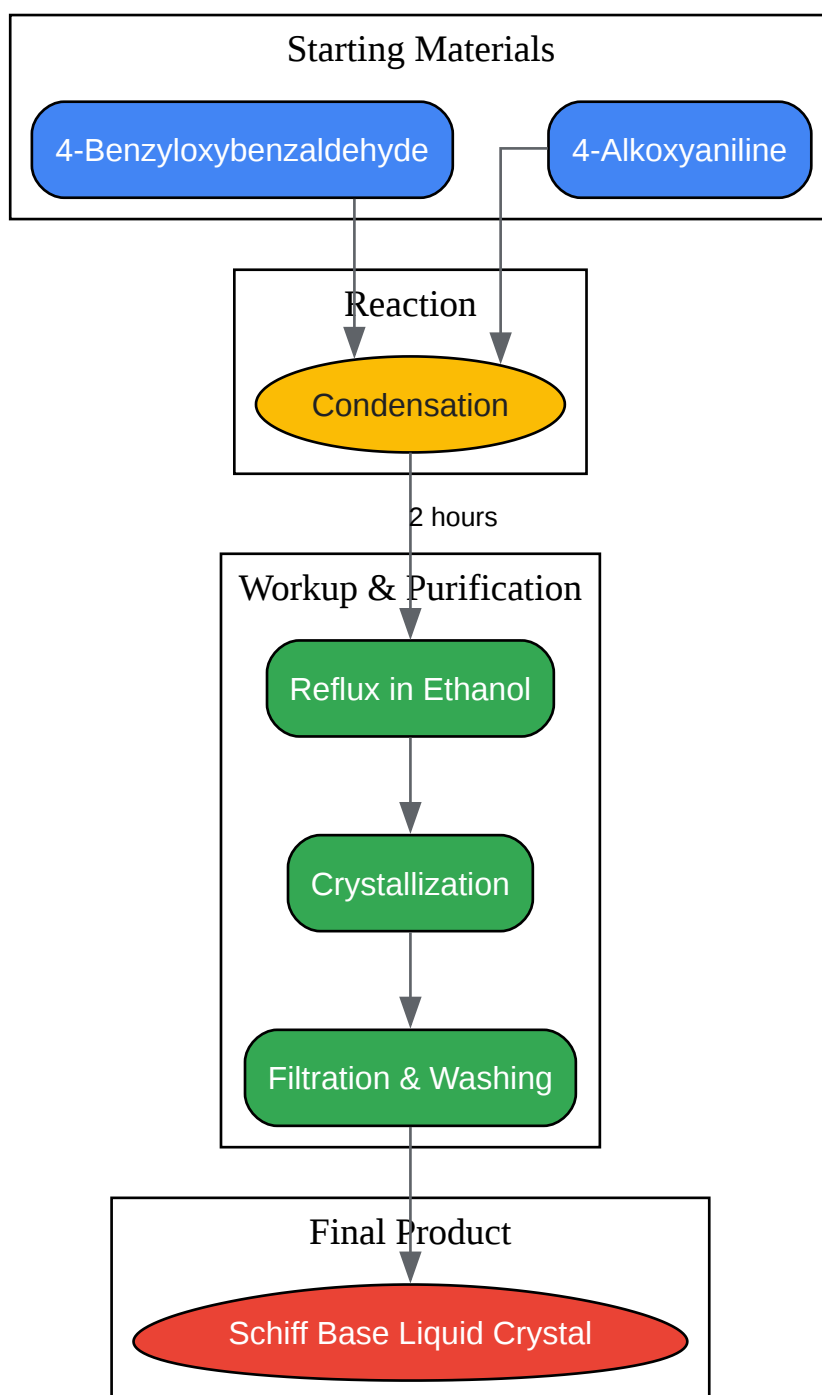 Starting Materials
4-Benzyloxybenzaldehyde
4-Alkoxyaniline
Reaction
Condensation
2 hours
Workup & Purification
Reflux in Ethanol
Crystallization
Filtration & Washing
Final Product
Schiff Base Liquid Crystal